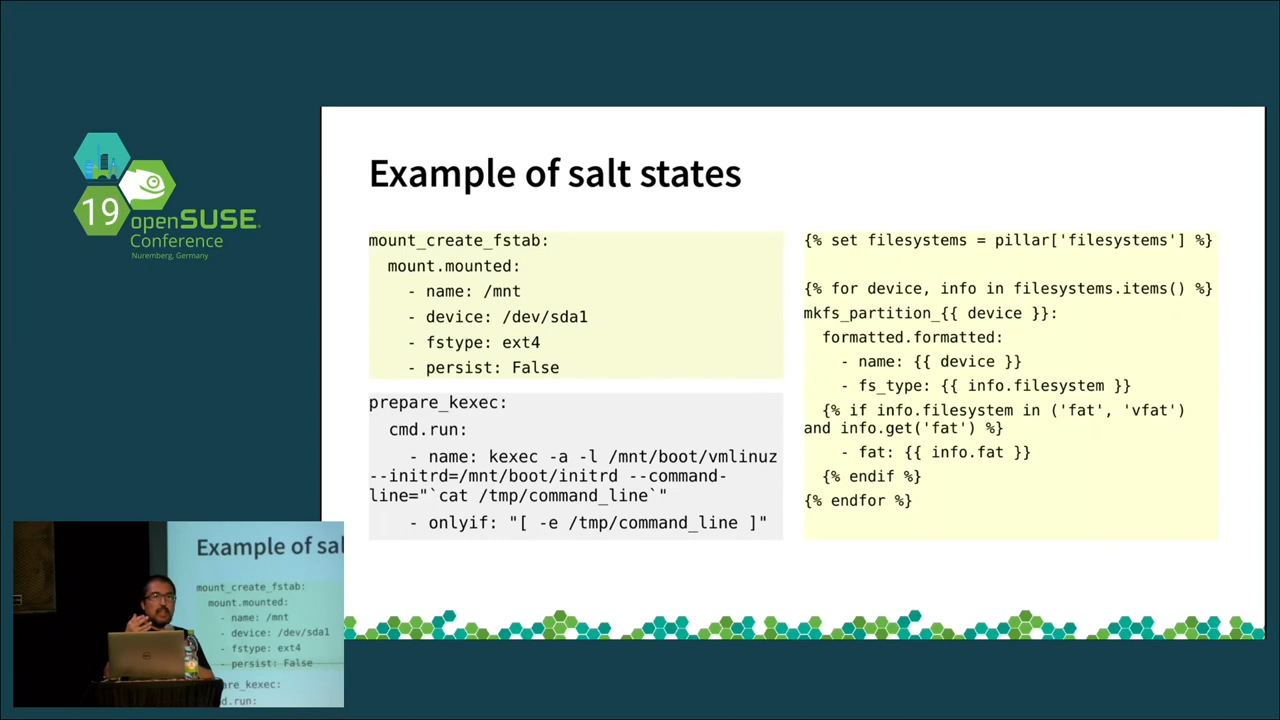 19
openSUSE
Conference
Nuremberg, Germany
Example of salt states
mount_create_fstab:
mount.mounted:
- name: /mnt
- device: /dev/sda1
- fstype: ext4
- persist: False
prepare_kexec:
cmd.run:
- name: kexec -a -l /mnt/boot/vmlinuz
--initrd=/mnt/boot/initrd --command-
line="`cat /tmp/command_line`"
- onlyif: "[ -e /tmp/command_line ]"
{% set filesystems = pillar['filesystems'] %}
{% for device, info in filesystems.items() %}
mkfs_partition_{{ device }}:
formatted.formatted:
- name: {{ device }}
- fs_type: {{ info.filesystem }}
{% if info.filesystem in ('fat', 'vfat')
and info.get('fat') %}
- fat: {{ info.fat }}
{% endif %}
{% endfor %}
Example of sal
mount_create_fstab:
mount.mounted:
- name: /mnt
- device: /dev/sda1
- fstype: ext4
- persist: False
are_kexec:
md.run: